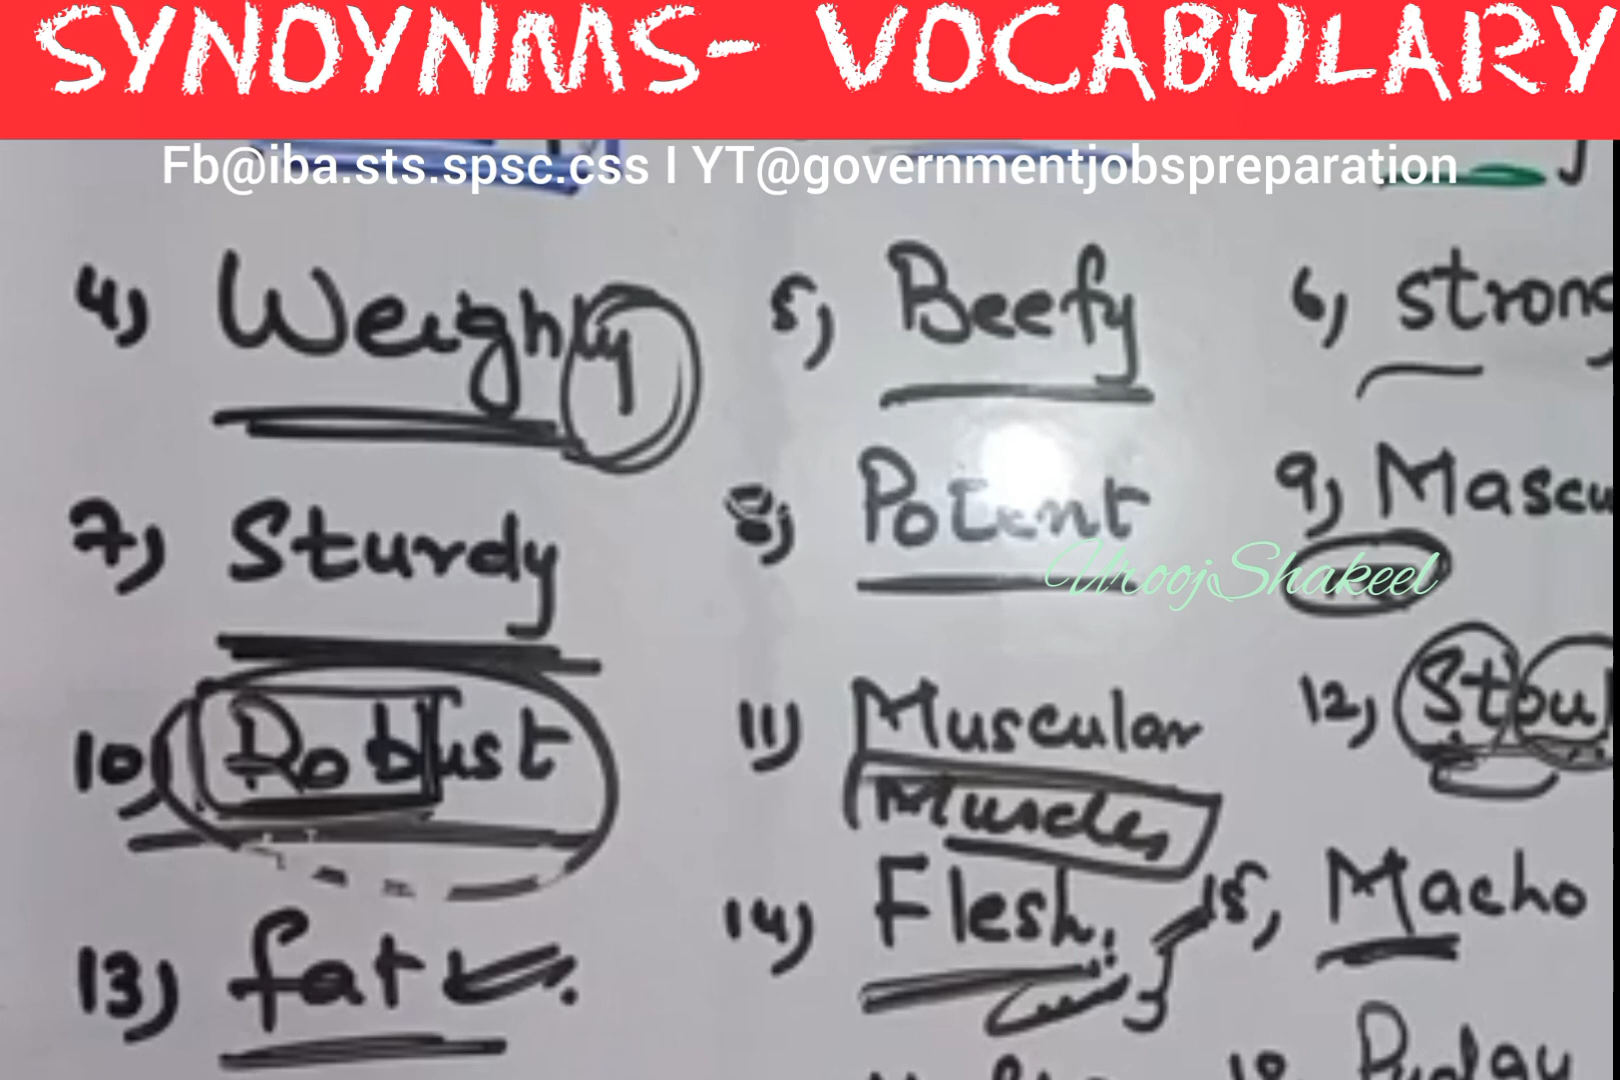 SYNOYNMS- VOCABULARY
Fb@iba.sts.spsc.css I YT@governmentjobspreparation
4) Weighty 5) Beefy 6) Strong
7) Sturdy 8) Potent 9) Mascu
UroojShakeel
10) Robust 11) Muscular 12) Stou
Muscles
13) fat 14) Flesh. 15, Macho
18,